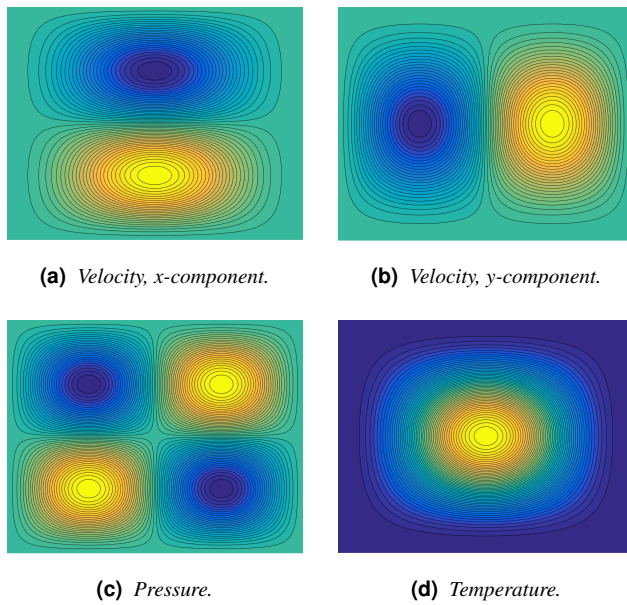 (a) Velocity, x-component.
(b) Velocity, y-component.
(c) Pressure.
(d) Temperature.